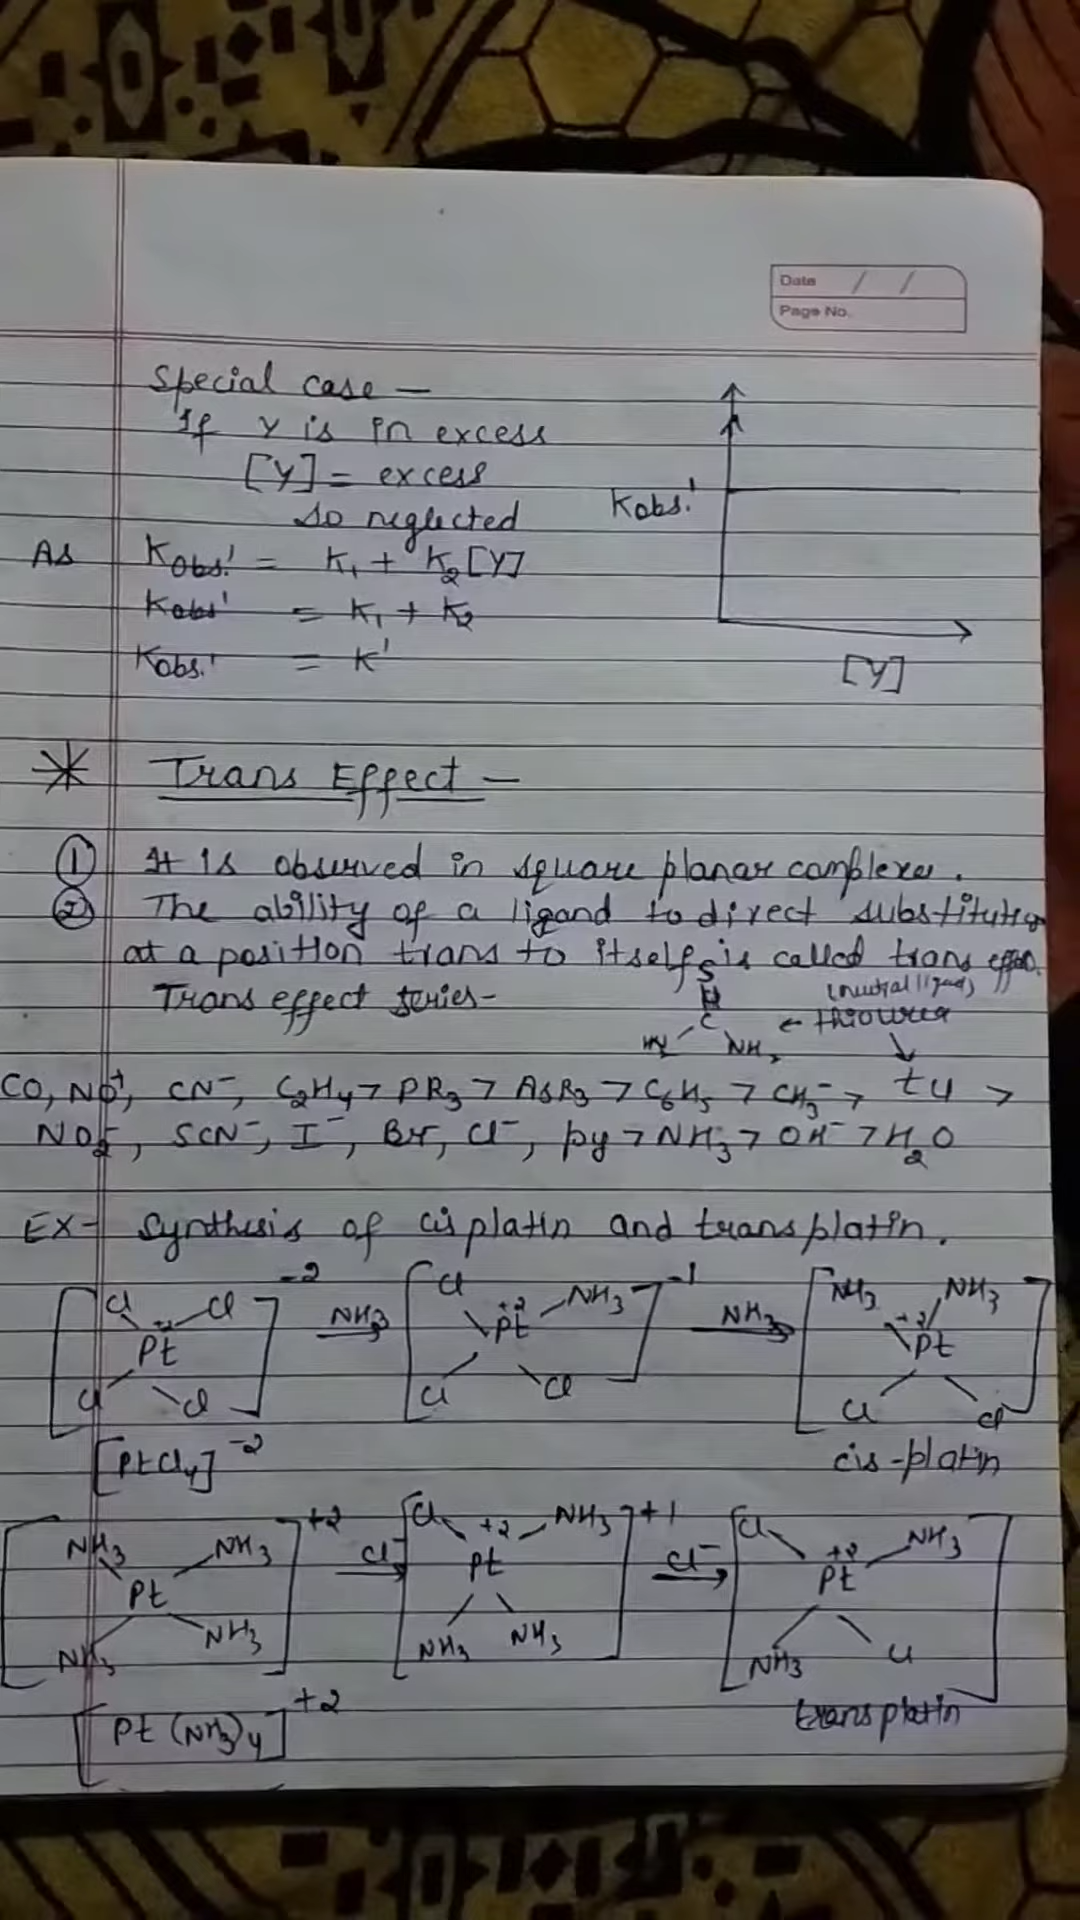 Date / /
Page No.
Special case -
If Y is in excess
[Y] = excess
so neglected
Kobs.'
As Kobs.' = K₁ + K₂[Y]
Kobs' = K₁ + K₂
Kobs.' = K'
[Y]
* Trans Effect -
① It is observed in square planar complexes.
② The ability of a ligand to direct substitution
at a position trans to itself is called trans effect.
Trans effect series-
(neutral ligand)
S
C ← thiourea
NH₂
CO, NO⁺, CN⁻, C₂H₄ > PR₃ > AsR₃ > C₆H₅ > CH₃⁻ > tu >
NO₂⁻, SCN⁻, I⁻, Br, Cl⁻, py > NH₃ > OH⁻ > H₂O
EX- Synthesis of cisplatin and transplatin.
Cl Cl Pt +2 Cl Cl -2 NH₃ Cl NH₃ Pt +2 Cl Cl -1 NH₃ NH₃ NH₃ Pt +2 Cl Cl
[PtCl₄]⁻² cis-platin
NH₃ NH₃ Pt NH₃ NH₃ +2 Cl⁻ Cl NH₃ Pt +2 NH₃ NH₃ +1 Cl⁻ Cl NH₃ Pt +2 NH₃ Cl
[Pt(NH₃)₄]⁺² transplatin